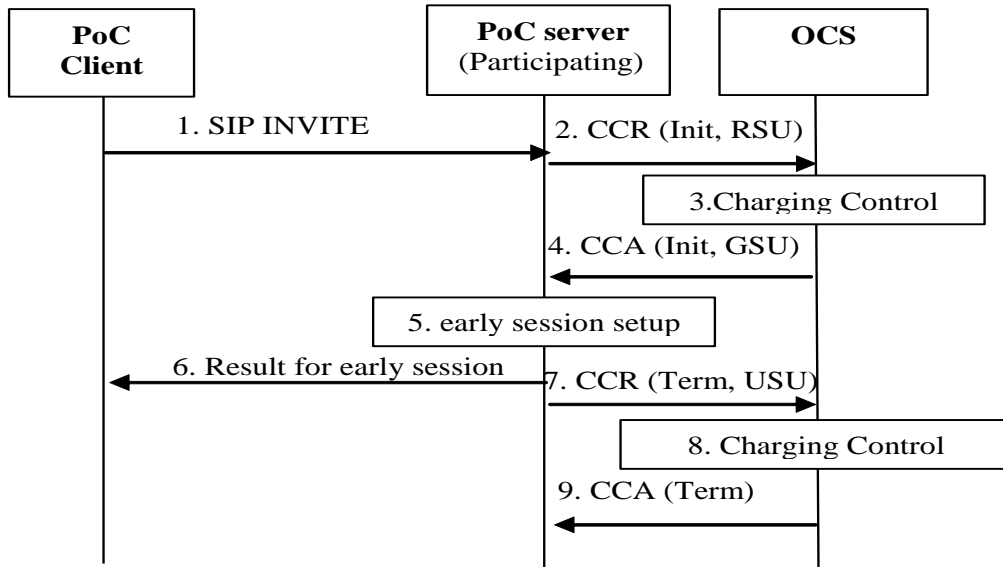 PoC
Client
PoC server
(Participating)
OCS
1. SIP INVITE
2. CCR (Init, RSU)
3.Charging Control
4. CCA (Init, GSU)
5. early session setup
6. Result for early session
7. CCR (Term, USU)
8. Charging Control
9. CCA (Term)